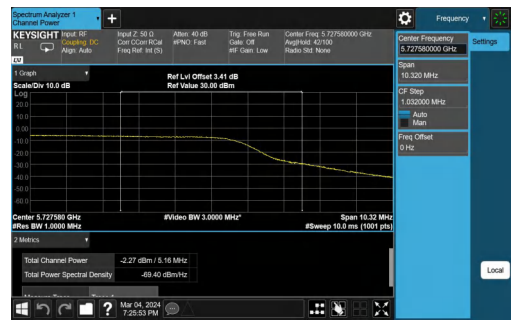 Spectrum Analyzer 1
Channel Power
+
Frequency
KEYSIGHT
RL
LVI
Input: RF
Coupling: DC
Align: Auto
Input Z: 50 Ω
Corr CCorr RCal
Freq Ref: Int (S)
Atten: 40 dB
#PNO: Fast
Trig: Free Run
Gate: Off
#IF Gain: Low
Center Freq: 5.727580000 GHz
Avg|Hold: 42/100
Radio Std: None
Center Frequency
5.727580000 GHz
Settings
Span
10.320 MHz
CF Step
1.032000 MHz
Auto
Man
Freq Offset
0 Hz
1 Graph
Scale/Div 10.0 dB
Ref Lvl Offset 3.41 dB
Ref Value 30.00 dBm
Log
20.0
10.0
0.00
-10.0
-20.0
-30.0
-40.0
-50.0
-60.0
Center 5.727580 GHz
#Res BW 1.0000 MHz
#Video BW 3.0000 MHz*
Span 10.32 MHz
#Sweep 10.0 ms (1001 pts)
2 Metrics
Total Channel Power -2.27 dBm / 5.16 MHz
Total Power Spectral Density -69.40 dBm/Hz
Local
?
Mar 04, 2024
7:25:53 PM